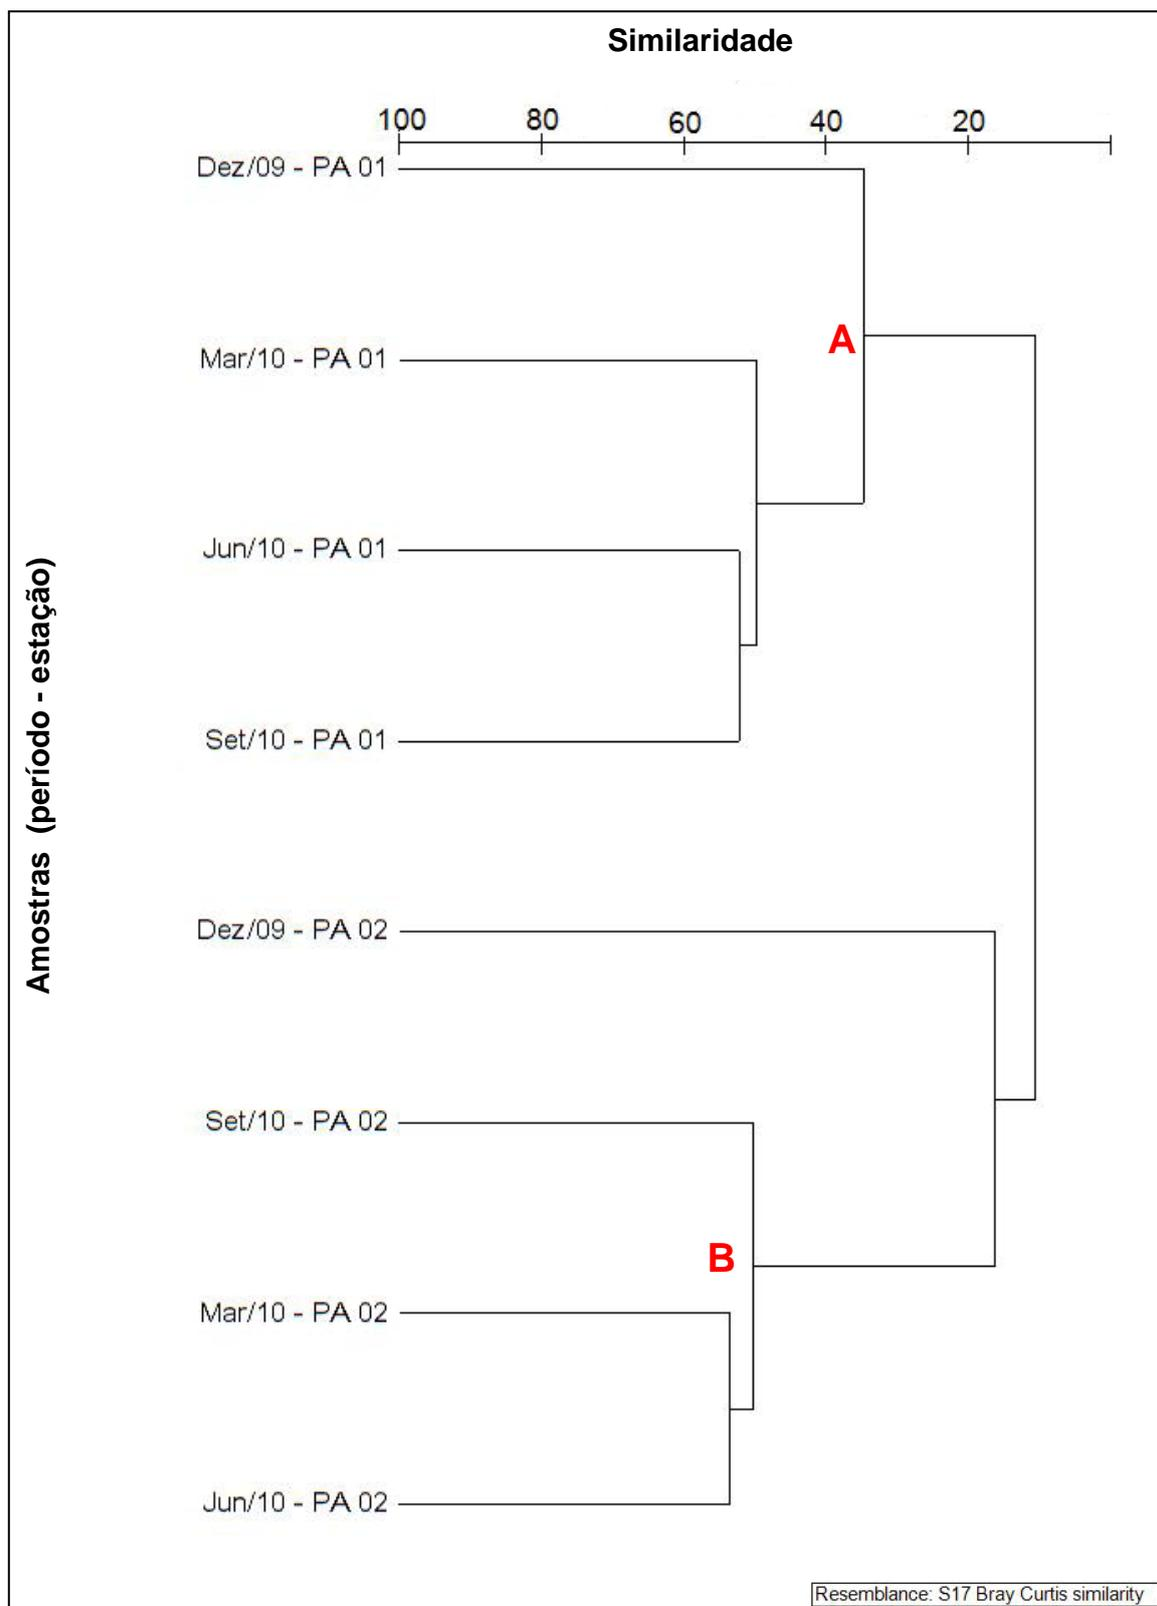 Similaridade
100 80 60 40 20
Dez/09 - PA 01
A
Mar/10 - PA 01
Jun/10 - PA 01
Amostras (período - estação)
Set/10 - PA 01
Dez/09 - PA 02
Set/10 - PA 02
B
Mar/10 - PA 02
Jun/10 - PA 02
Resemblance: S17 Bray Curtis similarity